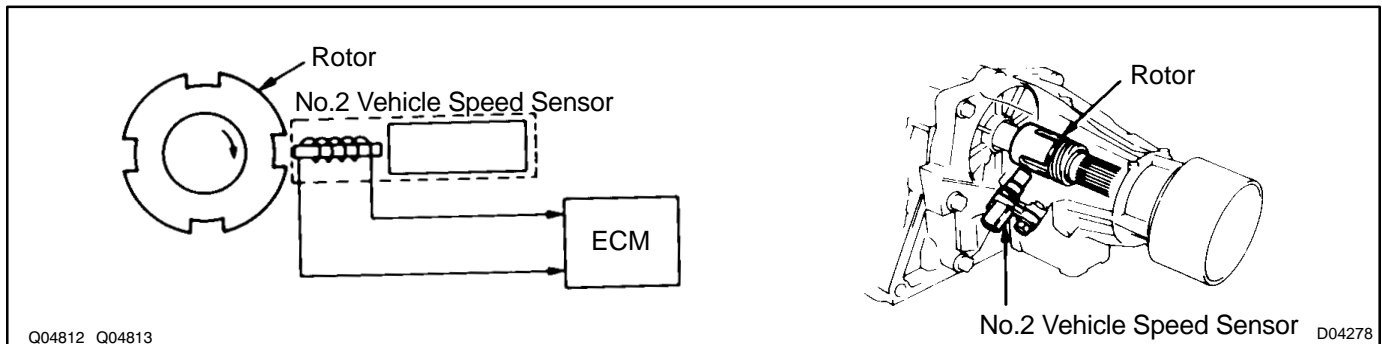 Rotor
No.2 Vehicle Speed Sensor
ECM
Q04812 Q04813
Rotor
No.2 Vehicle Speed Sensor
D04278